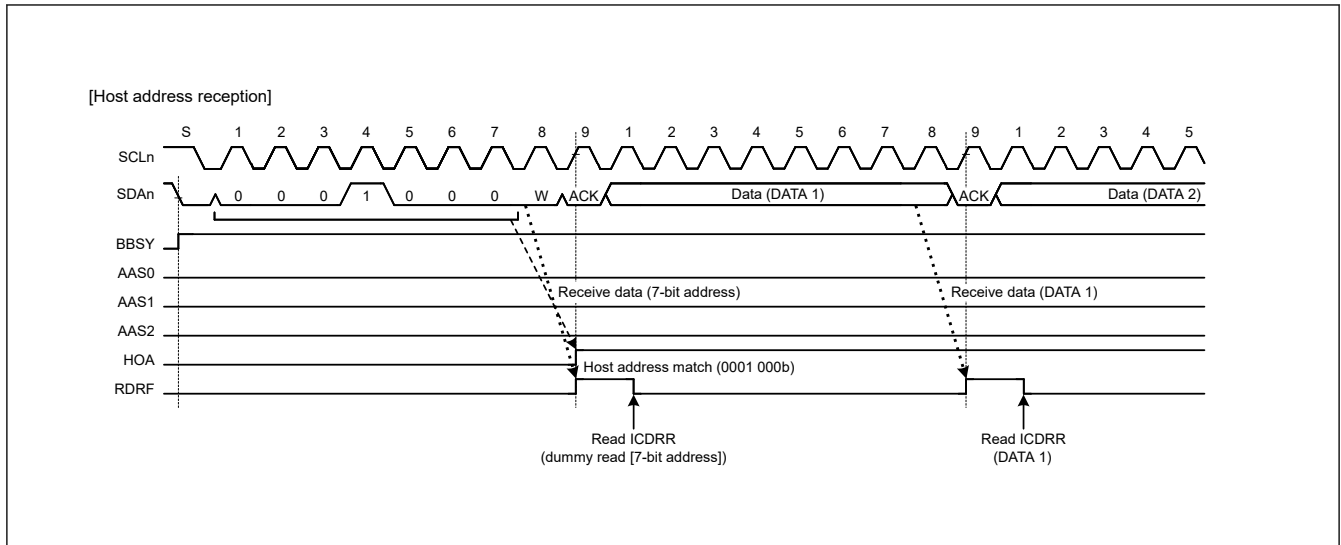 [Host address reception]
S 1 2 3 4 5 6 7 8 9 1 2 3 4 5 6 7 8 9 1 2 3 4 5
SCLn
SDAn 0 0 0 1 0 0 0 W ACK Data (DATA 1) ACK Data (DATA 2)
BBSY
AAS0
Receive data (7-bit address) Receive data (DATA 1)
AAS1
AAS2
HOA
Host address match (0001 000b)
RDRF
Read ICDRR Read ICDRR
(dummy read [7-bit address]) (DATA 1)